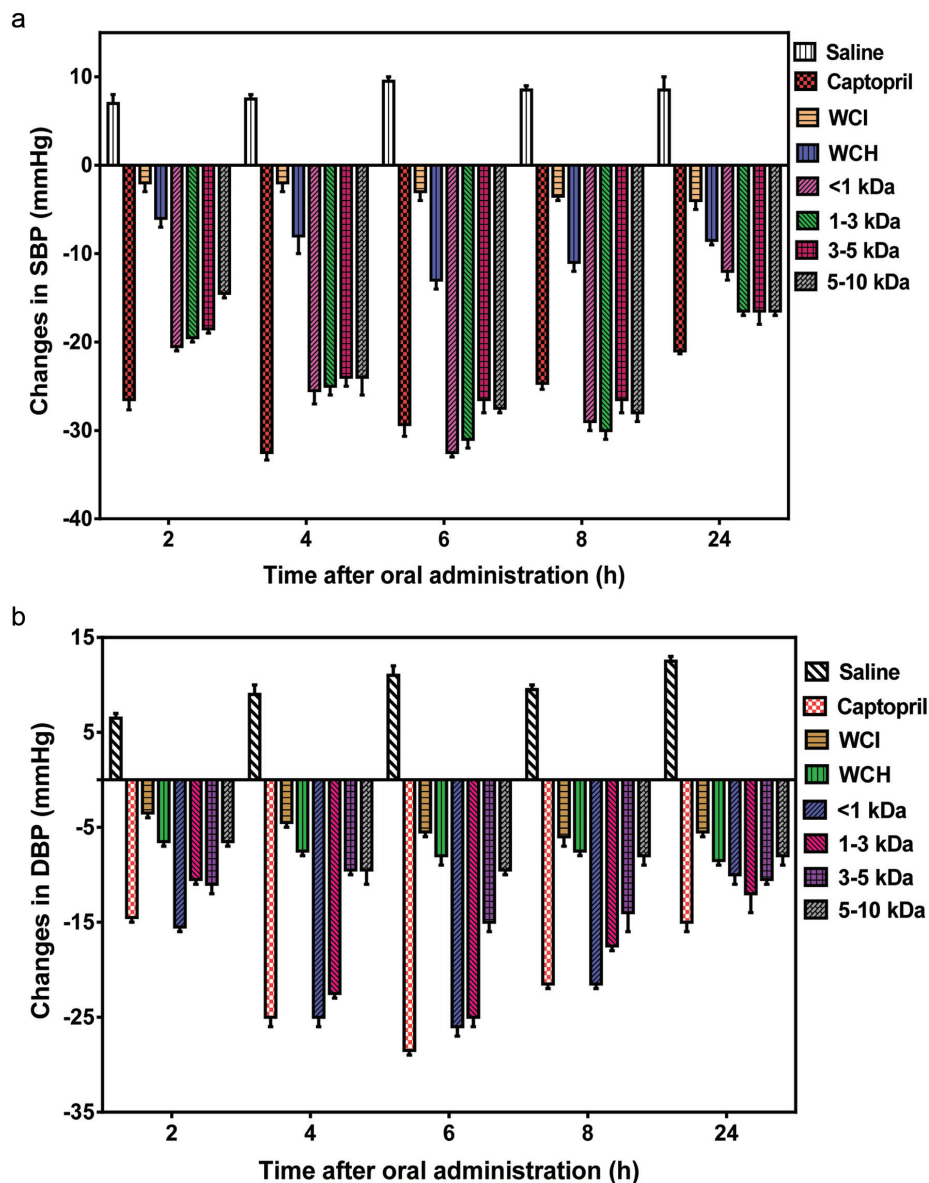 a
Changes in SBP (mmHg)
10
0
-10
-20
-30
-40
2
4
6
8
24
Time after oral administration (h)
Saline
Captopril
WCI
WCH
<1 kDa
1-3 kDa
3-5 kDa
5-10 kDa
b
Changes in DBP (mmHg)
15
5
-5
-15
-25
-35
2
4
6
8
24
Time after oral administration (h)
Saline
Captopril
WCI
WCH
<1 kDa
1-3 kDa
3-5 kDa
5-10 kDa